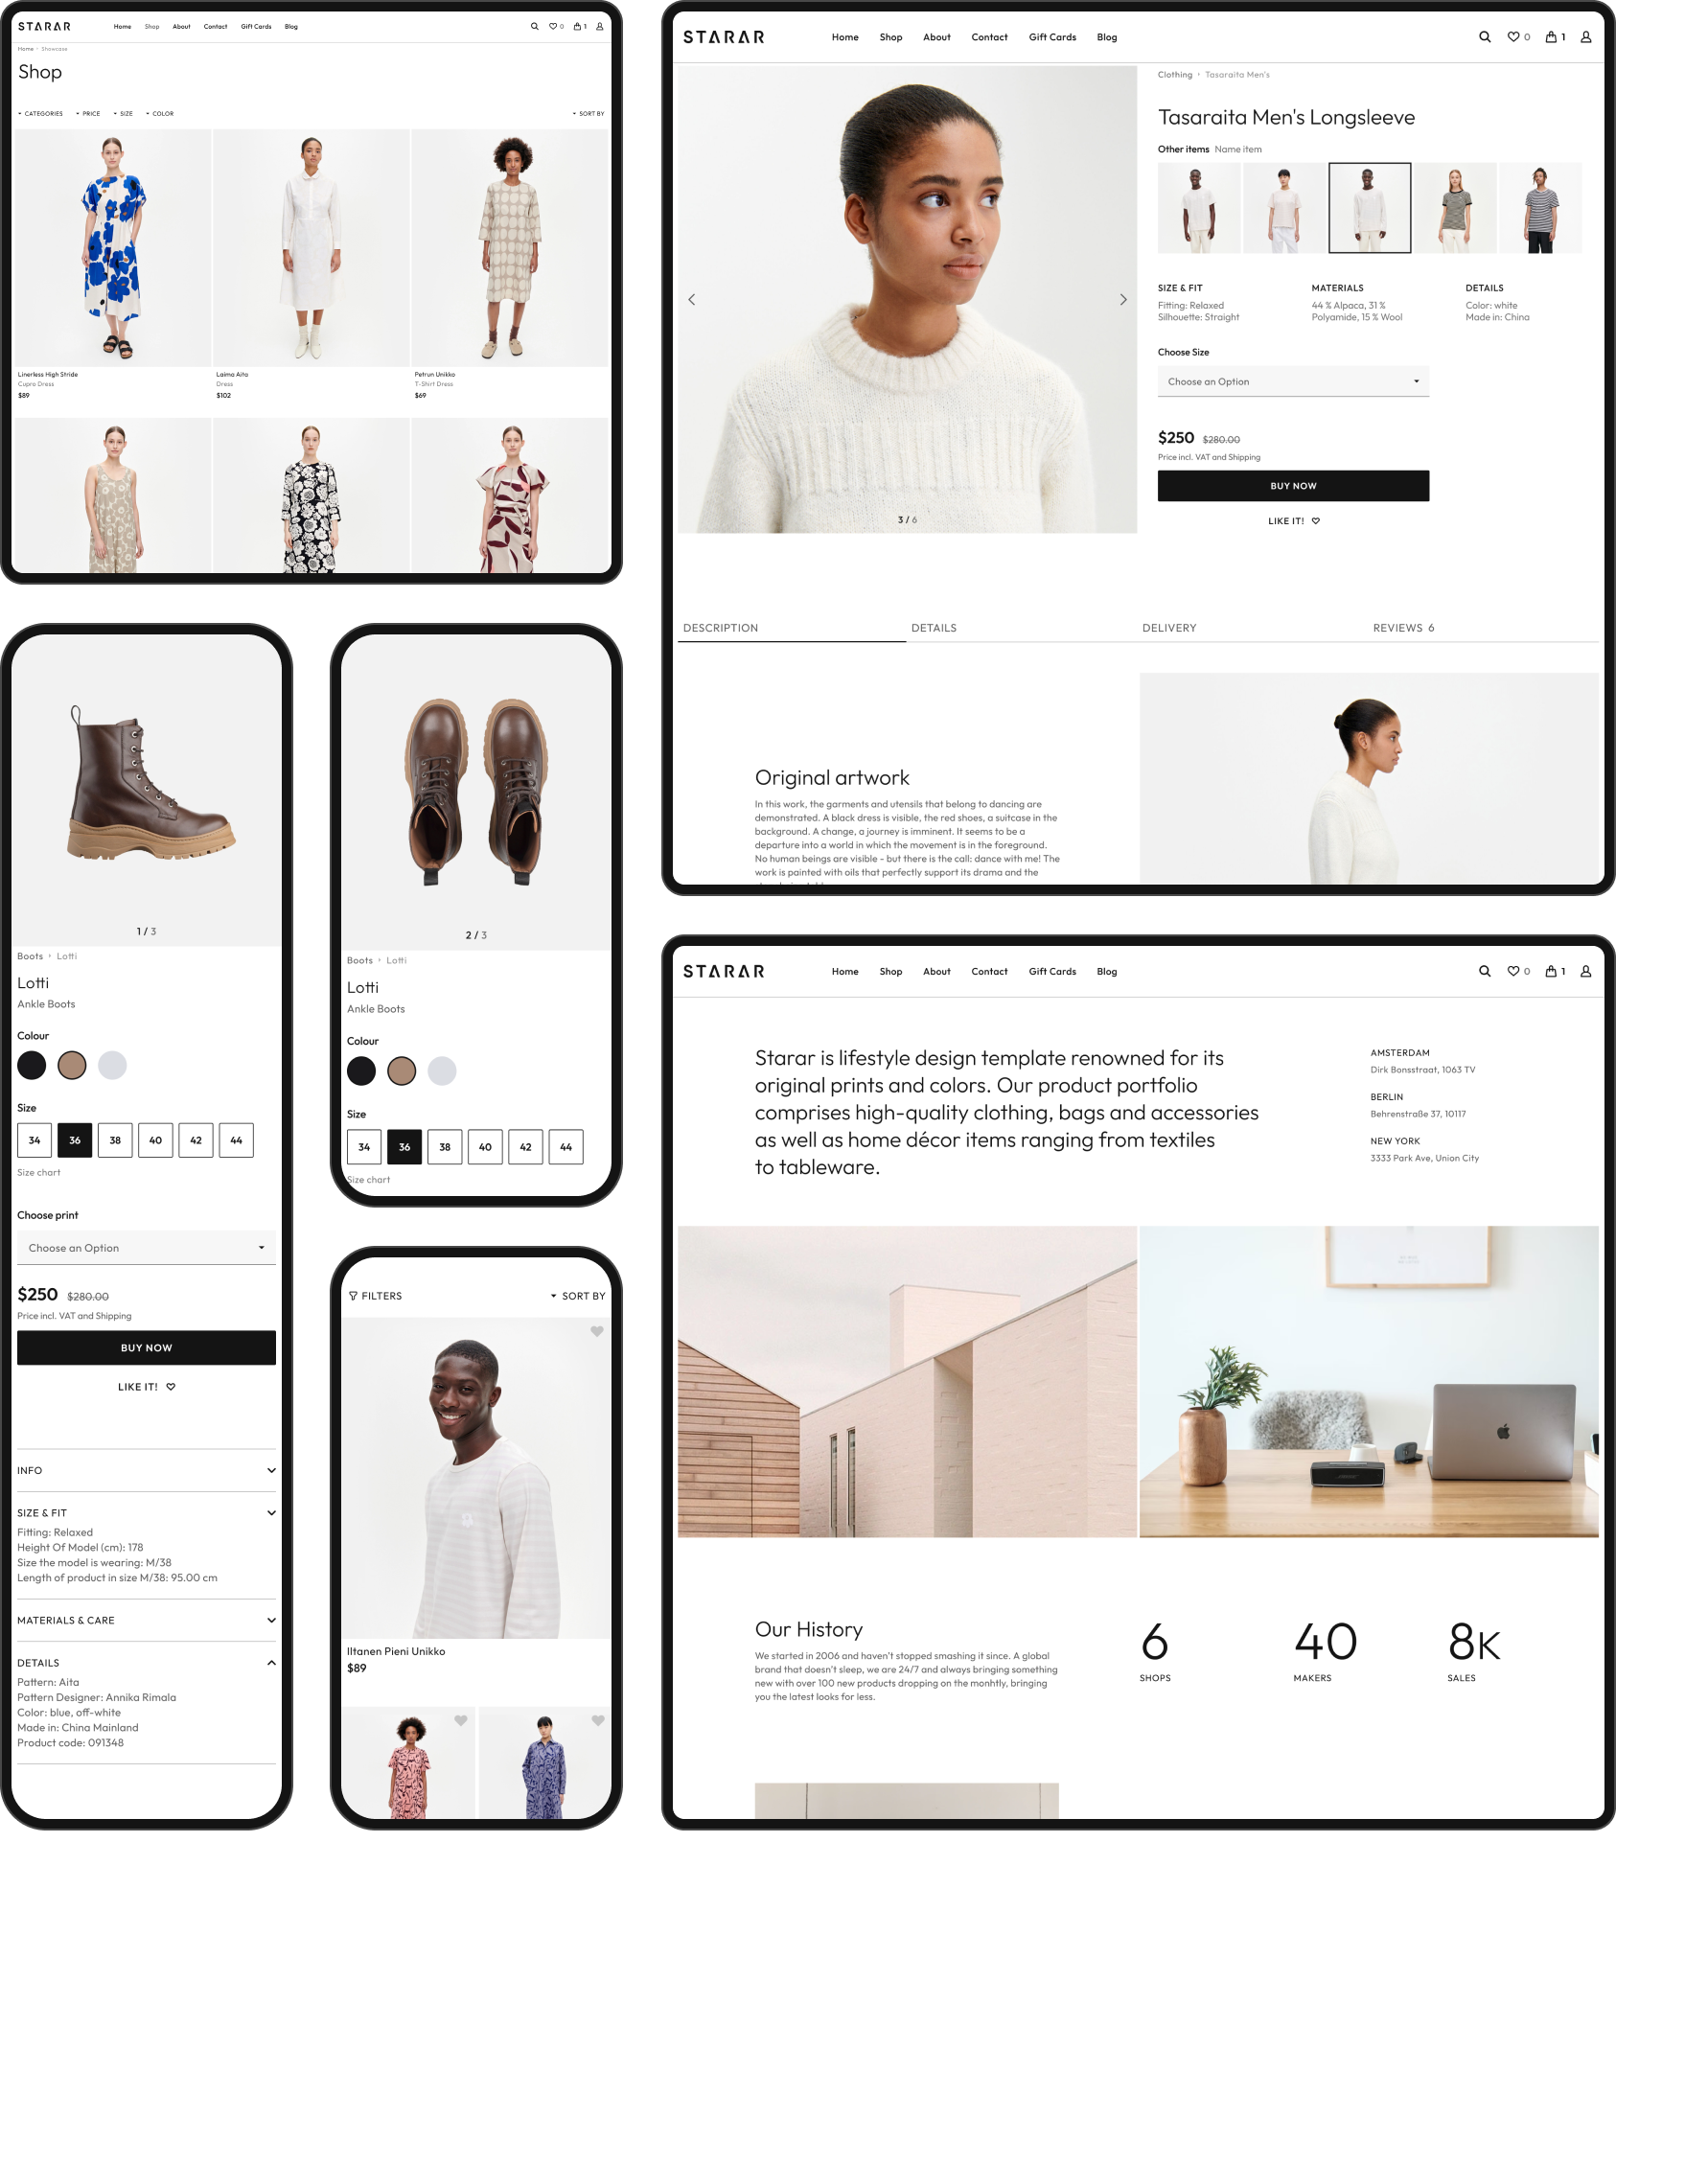 STARAR
Home Shop About Contact Gift Cards Blog
0 1
Home › Showcase
Shop
CATEGORIES PRICE SIZE COLOR SORT BY
Linerless High Stride
Cupro Dress
$89
Laima Aito
Dress
$102
Petrun Unikko
T-Shirt Dress
$69
STARAR
Home Shop About Contact Gift Cards Blog
0 1
3 / 6
Clothing › Tasaraita Men's
Tasaraita Men's Longsleeve
Other items Name item
SIZE & FIT
Fitting: Relaxed
Silhouette: Straight
MATERIALS
44 % Alpaca, 31 %
Polyamide, 15 % Wool
DETAILS
Color: white
Made in: China
Choose Size
Choose an Option
$250 $280.00
Price incl. VAT and Shipping
BUY NOW
LIKE IT!
DESCRIPTION DETAILS DELIVERY REVIEWS 6
Original artwork
In this work, the garments and utensils that belong to dancing are
demonstrated. A black dress is visible, the red shoes, a suitcase in the
background. A change, a journey is imminent. It seems to be a
departure into a world in which the movement is in the foreground.
No human beings are visible - but there is the call: dance with me! The
work is painted with oils that perfectly support its drama and the
1 / 3
Boots › Lotti
Lotti
Ankle Boots
Colour
Size
34 36 38 40 42 44
Size chart
Choose print
Choose an Option
$250 $280.00
Price incl. VAT and Shipping
BUY NOW
LIKE IT!
INFO
SIZE & FIT
Fitting: Relaxed
Height Of Model (cm): 178
Size the model is wearing: M/38
Length of product in size M/38: 95.00 cm
MATERIALS & CARE
DETAILS
Pattern: Aita
Pattern Designer: Annika Rimala
Color: blue, off-white
Made in: China Mainland
Product code: 091348
2 / 3
Boots › Lotti
Lotti
Ankle Boots
Colour
Size
34 36 38 40 42 44
Size chart
FILTERS SORT BY
Iltanen Pieni Unikko
$89
STARAR
Home Shop About Contact Gift Cards Blog
0 1
Starar is lifestyle design template renowned for its
original prints and colors. Our product portfolio
comprises high-quality clothing, bags and accessories
as well as home décor items ranging from textiles
to tableware.
AMSTERDAM
Dirk Bonsstraat, 1063 TV
BERLIN
Behrenstraße 37, 10117
NEW YORK
3333 Park Ave, Union City
Our History
We started in 2006 and haven't stopped smashing it since. A global
brand that doesn't sleep, we are 24/7 and always bringing something
new with over 100 new products dropping on the monhtly, bringing
you the latest looks for less.
6
SHOPS
40
MAKERS
8K
SALES